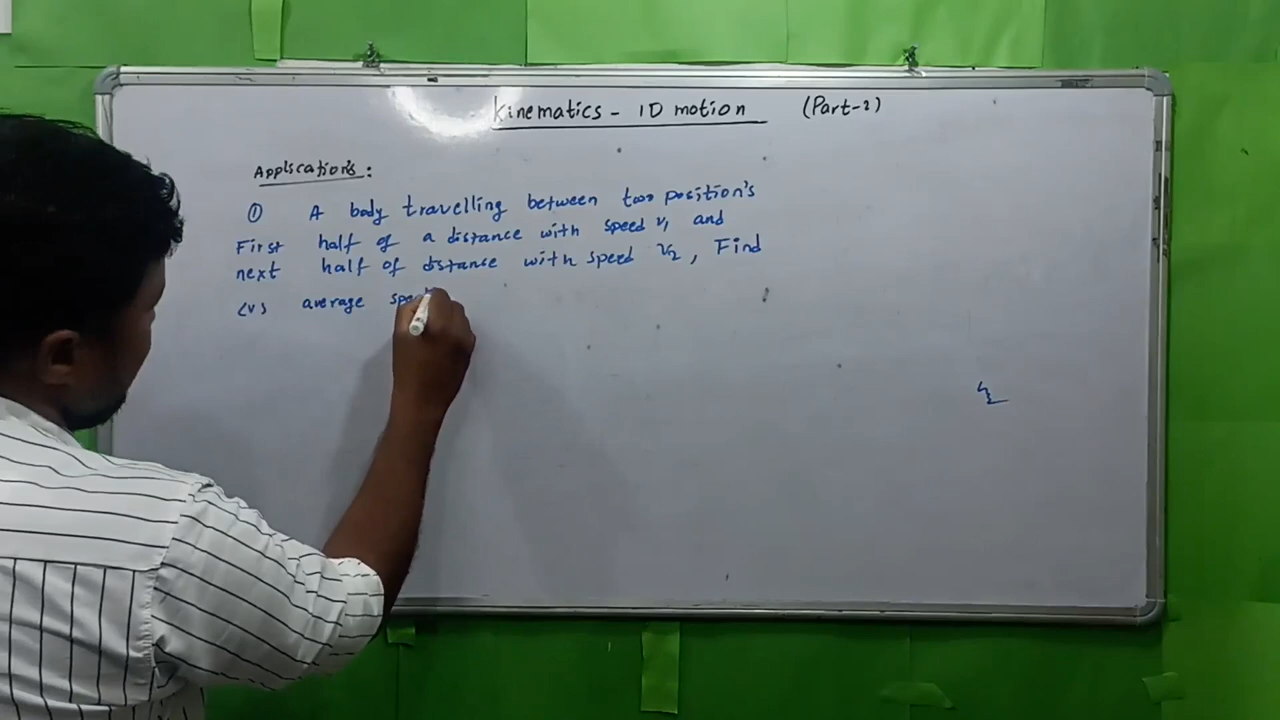 Kinematics - 1D motion (Part-2)
Applications:
① A body travelling between two position's
First half of a distance with speed v₁ and
next half of distance with speed v₂, Find
<v> average spe